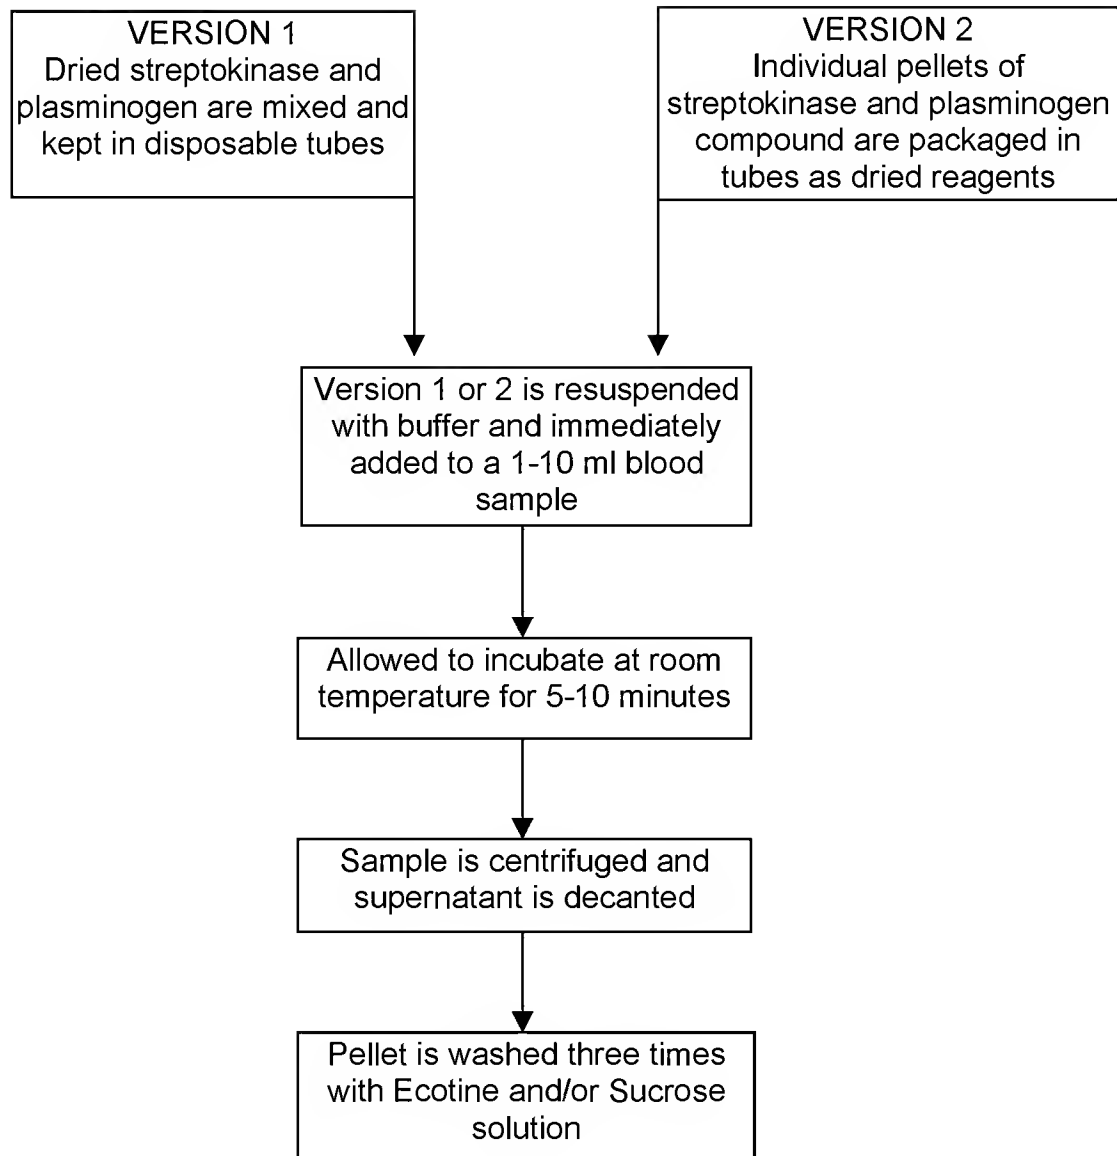 VERSION 1
Dried streptokinase and
plasminogen are mixed and
kept in disposable tubes
VERSION 2
Individual pellets of
streptokinase and plasminogen
compound are packaged in
tubes as dried reagents
Version 1 or 2 is resuspended
with buffer and immediately
added to a 1-10 ml blood
sample
Allowed to incubate at room
temperature for 5-10 minutes
Sample is centrifuged and
supernatant is decanted
Pellet is washed three times
with Ecotine and/or Sucrose
solution